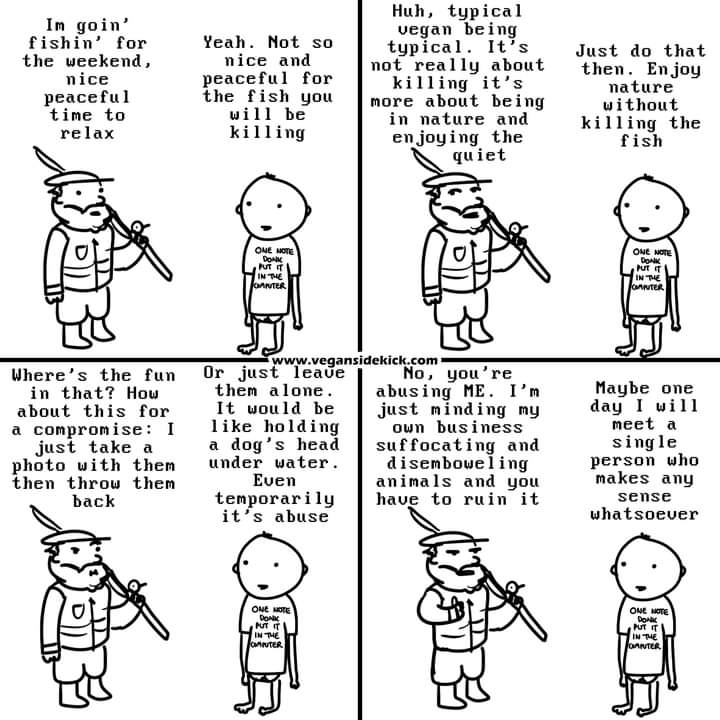 Im goin'
fishin' for
the weekend,
nice
peaceful
time to
relax
Yeah. Not so
nice and
peaceful for
the fish you
will be
killing
ONE NOTE
DONK
PUT IT
IN THE
COMPUTER
Huh, typical
vegan being
typical. It's
not really about
killing it's
more about being
in nature and
enjoying the
quiet
Just do that
then. Enjoy
nature
without
killing the
fish
ONE NOTE
DONK
PUT IT
IN THE
COMPUTER
www.vegansidekick.com
Where's the fun
in that? How
about this for
a compromise: I
just take a
photo with them
then throw them
back
Or just leave
them alone.
It would be
like holding
a dog's head
under water.
Even
temporarily
it's abuse
ONE NOTE
DONK
PUT IT
IN THE
COMPUTER
No, you're
abusing ME. I'm
just minding my
own business
suffocating and
disemboweling
animals and you
have to ruin it
Maybe one
day I will
meet a
single
person who
makes any
sense
whatsoever
ONE NOTE
DONK
PUT IT
IN THE
COMPUTER